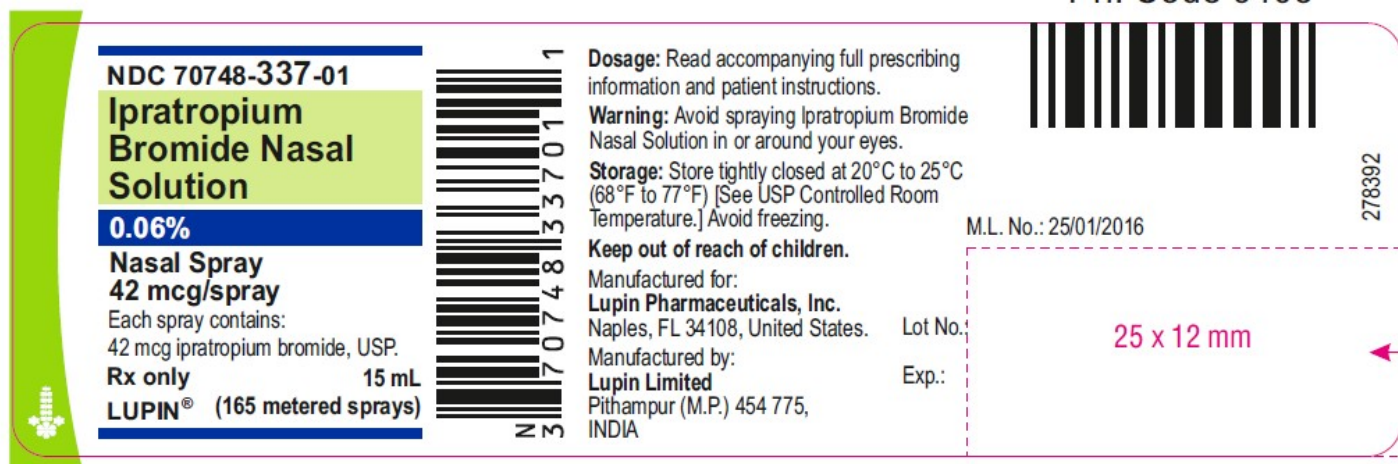 NDC 70748-337-01
Ipratropium
Bromide Nasal
Solution
0.06%
Nasal Spray
42 mcg/spray
Each spray contains:
42 mcg ipratropium bromide, USP.
Rx only 15 mL
LUPIN® (165 metered sprays)
N 3 70748 33701 1
Dosage: Read accompanying full prescribing
information and patient instructions.
Warning: Avoid spraying Ipratropium Bromide
Nasal Solution in or around your eyes.
Storage: Store tightly closed at 20°C to 25°C
(68°F to 77°F) [See USP Controlled Room
Temperature.] Avoid freezing.
Keep out of reach of children.
Manufactured for:
Lupin Pharmaceuticals, Inc.
Naples, FL 34108, United States.
Manufactured by:
Lupin Limited
Pithampur (M.P.) 454 775,
INDIA
Lot No.:
Exp.:
M.L. No.: 25/01/2016
278392
25 x 12 mm